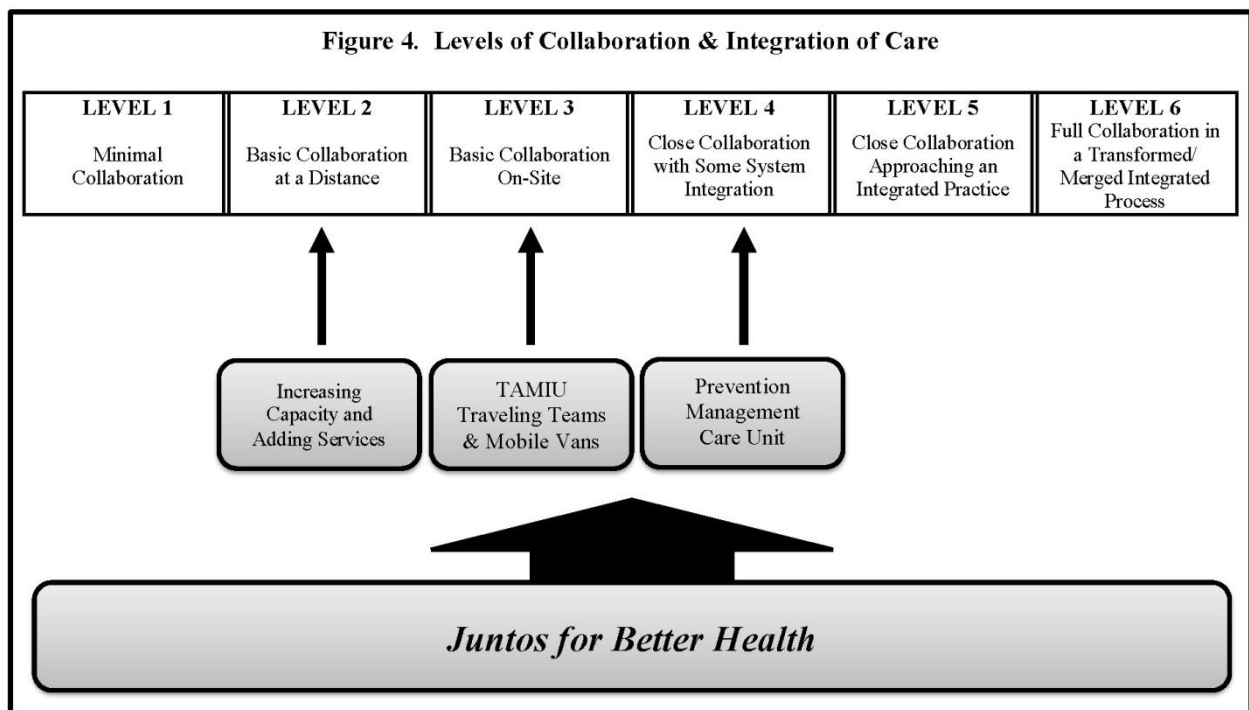 Figure 4. Levels of Collaboration & Integration of Care
LEVEL 1
Minimal
Collaboration
LEVEL 2
Basic Collaboration
at a Distance
LEVEL 3
Basic Collaboration
On-Site
LEVEL 4
Close Collaboration
with Some System
Integration
LEVEL 5
Close Collaboration
Approaching an
Integrated Practice
LEVEL 6
Full Collaboration in
a Transformed/
Merged Integrated
Process
Increasing
Capacity and
Adding Services
TAMIU
Traveling Teams
& Mobile Vans
Prevention
Management
Care Unit
Juntos for Better Health